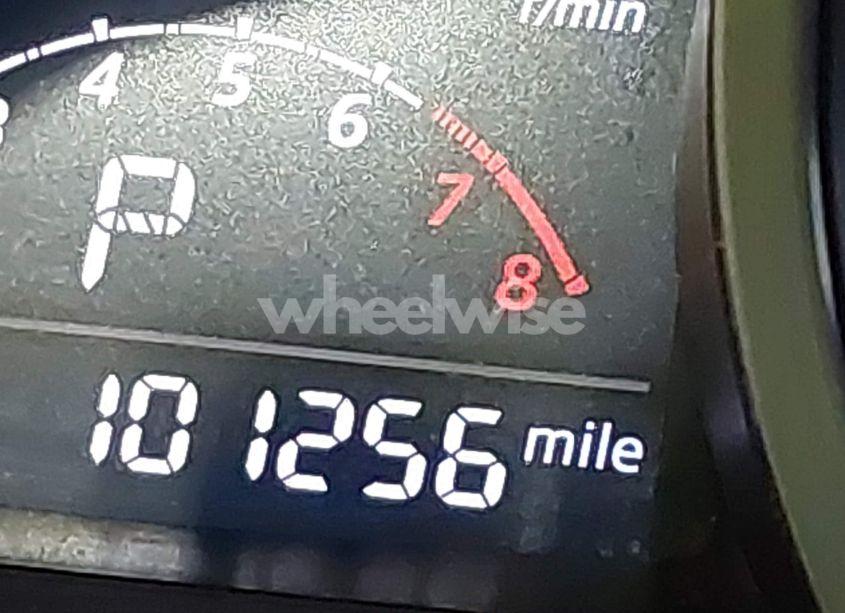 r/min
4 5 6 7 8
P
wheelwise
101256 mile